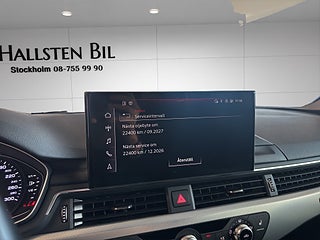 Hallsten Bil
Stockholm 08-755 99 90
Serviceintervall
Nästa oljebyte om
22400 km / 09.2027
Nästa service om
22400 km / 12.2026
Återställ